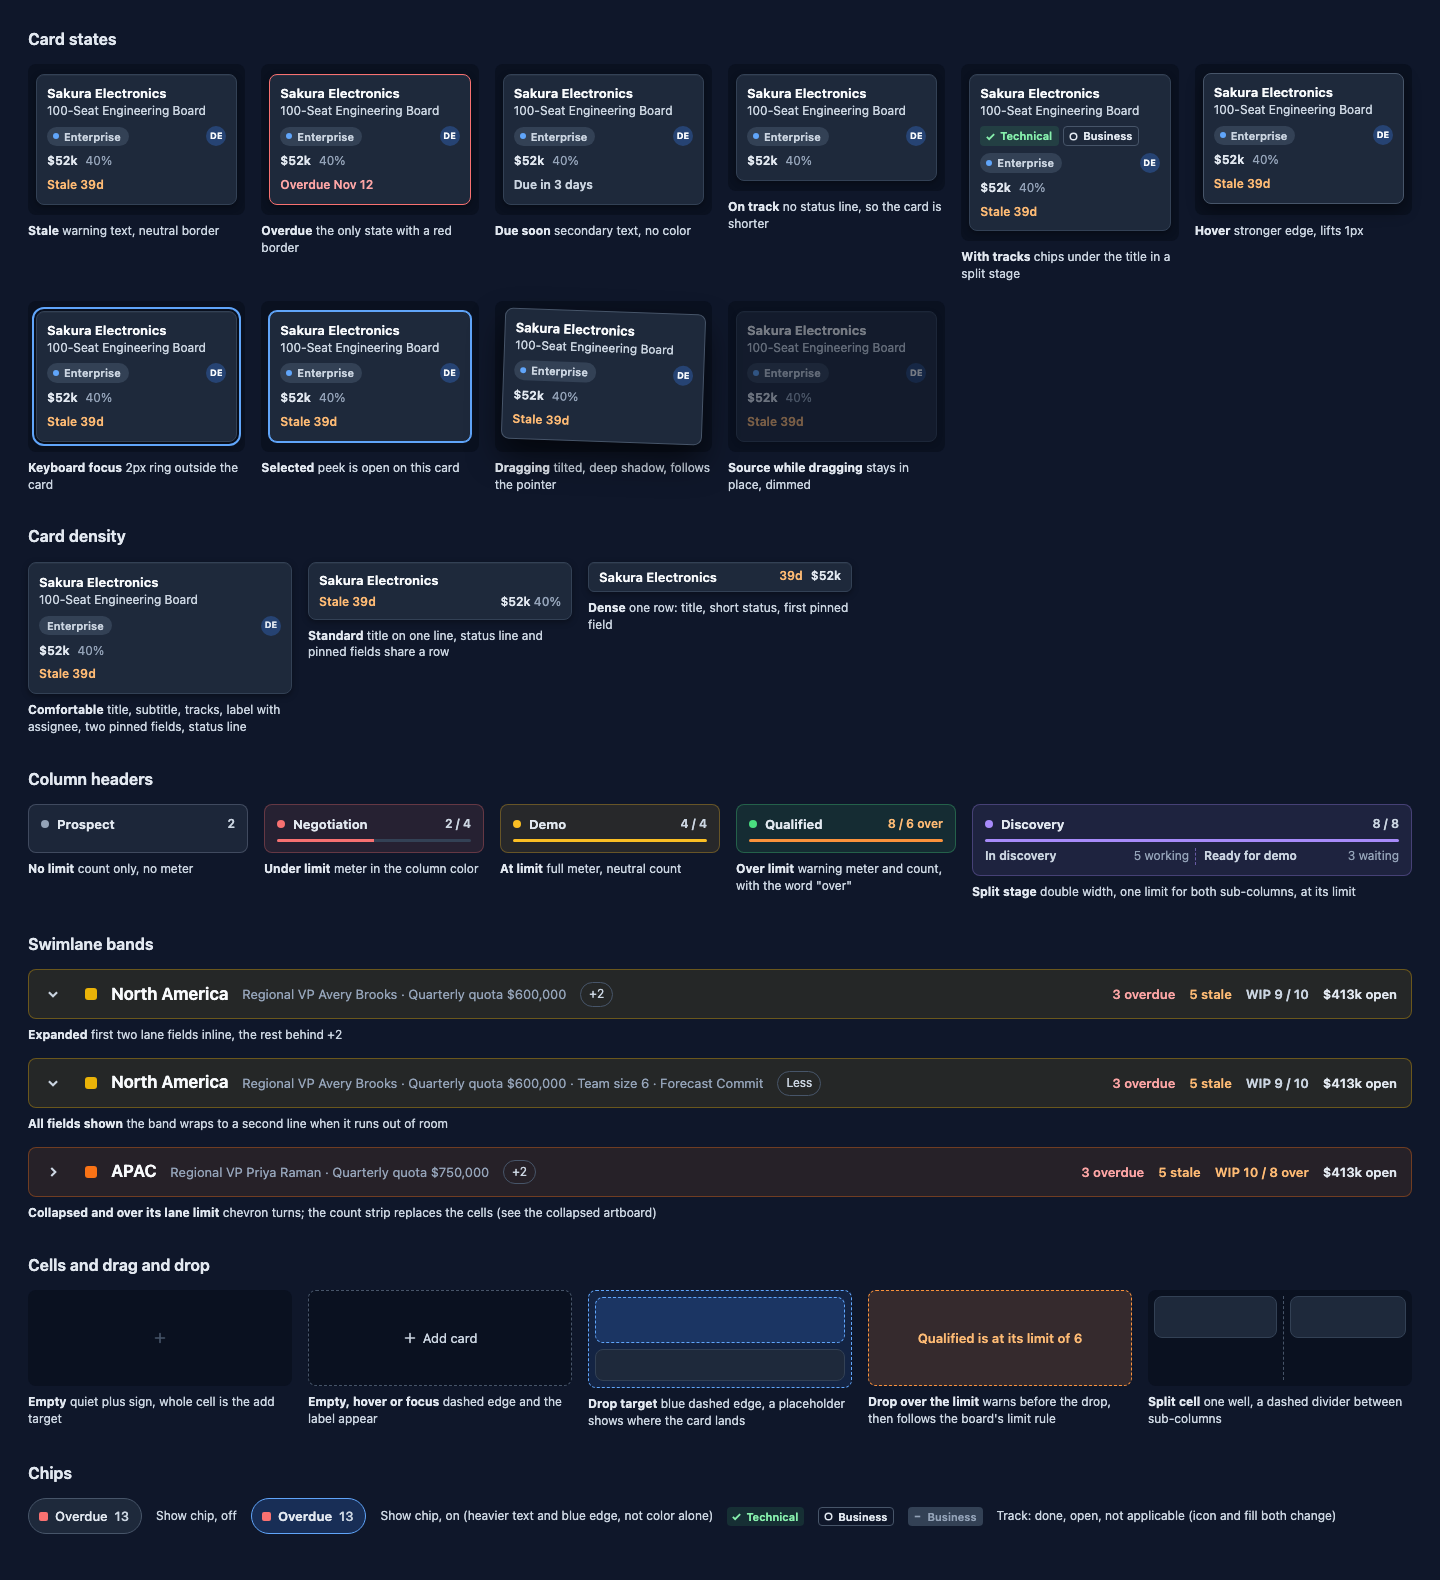 Card states
Sakura Electronics
100-Seat Engineering Board
Enterprise DE
$52k 40%
Stale 39d
Stale warning text, neutral border
Sakura Electronics
100-Seat Engineering Board
Enterprise DE
$52k 40%
Overdue Nov 12
Overdue the only state with a red
border
Sakura Electronics
100-Seat Engineering Board
Enterprise DE
$52k 40%
Due in 3 days
Due soon secondary text, no color
Sakura Electronics
100-Seat Engineering Board
Enterprise DE
$52k 40%
On track no status line, so the card is
shorter
Sakura Electronics
100-Seat Engineering Board
Technical Business
Enterprise DE
$52k 40%
Stale 39d
With tracks chips under the title in a
split stage
Sakura Electronics
100-Seat Engineering Board
Enterprise DE
$52k 40%
Stale 39d
Hover stronger edge, lifts 1px
Sakura Electronics
100-Seat Engineering Board
Enterprise DE
$52k 40%
Stale 39d
Keyboard focus 2px ring outside the
card
Sakura Electronics
100-Seat Engineering Board
Enterprise DE
$52k 40%
Stale 39d
Selected peek is open on this card
Sakura Electronics
100-Seat Engineering Board
Enterprise DE
$52k 40%
Stale 39d
Dragging tilted, deep shadow, follows
the pointer
Sakura Electronics
100-Seat Engineering Board
Enterprise DE
$52k 40%
Stale 39d
Source while dragging stays in
place, dimmed
Card density
Sakura Electronics
100-Seat Engineering Board
Enterprise DE
$52k 40%
Stale 39d
Comfortable title, subtitle, tracks, label with
assignee, two pinned fields, status line
Sakura Electronics
Stale 39d $52k 40%
Standard title on one line, status line and
pinned fields share a row
Sakura Electronics 39d $52k
Dense one row: title, short status, first pinned
field
Column headers
Prospect 2
No limit count only, no meter
Negotiation 2 / 4
Under limit meter in the column color
Demo 4 / 4
At limit full meter, neutral count
Qualified 8 / 6 over
Over limit warning meter and count,
with the word "over"
Discovery 8 / 8
In discovery 5 working Ready for demo 3 waiting
Split stage double width, one limit for both sub-columns, at its limit
Swimlane bands
North America Regional VP Avery Brooks · Quarterly quota $600,000 +2 3 overdue 5 stale WIP 9 / 10 $413k open
Expanded first two lane fields inline, the rest behind +2
North America Regional VP Avery Brooks · Quarterly quota $600,000 · Team size 6 · Forecast Commit Less 3 overdue 5 stale WIP 9 / 10 $413k open
All fields shown the band wraps to a second line when it runs out of room
APAC Regional VP Priya Raman · Quarterly quota $750,000 +2 3 overdue 5 stale WIP 10 / 8 over $413k open
Collapsed and over its lane limit chevron turns; the count strip replaces the cells (see the collapsed artboard)
Cells and drag and drop
+
Empty quiet plus sign, whole cell is the add
target
+ Add card
Empty, hover or focus dashed edge and the
label appear
Drop target blue dashed edge, a placeholder
shows where the card lands
Qualified is at its limit of 6
Drop over the limit warns before the drop,
then follows the board's limit rule
Split cell one well, a dashed divider between
sub-columns
Chips
Overdue 13 Show chip, off Overdue 13 Show chip, on (heavier text and blue edge, not color alone) Technical Business Business Track: done, open, not applicable (icon and fill both change)